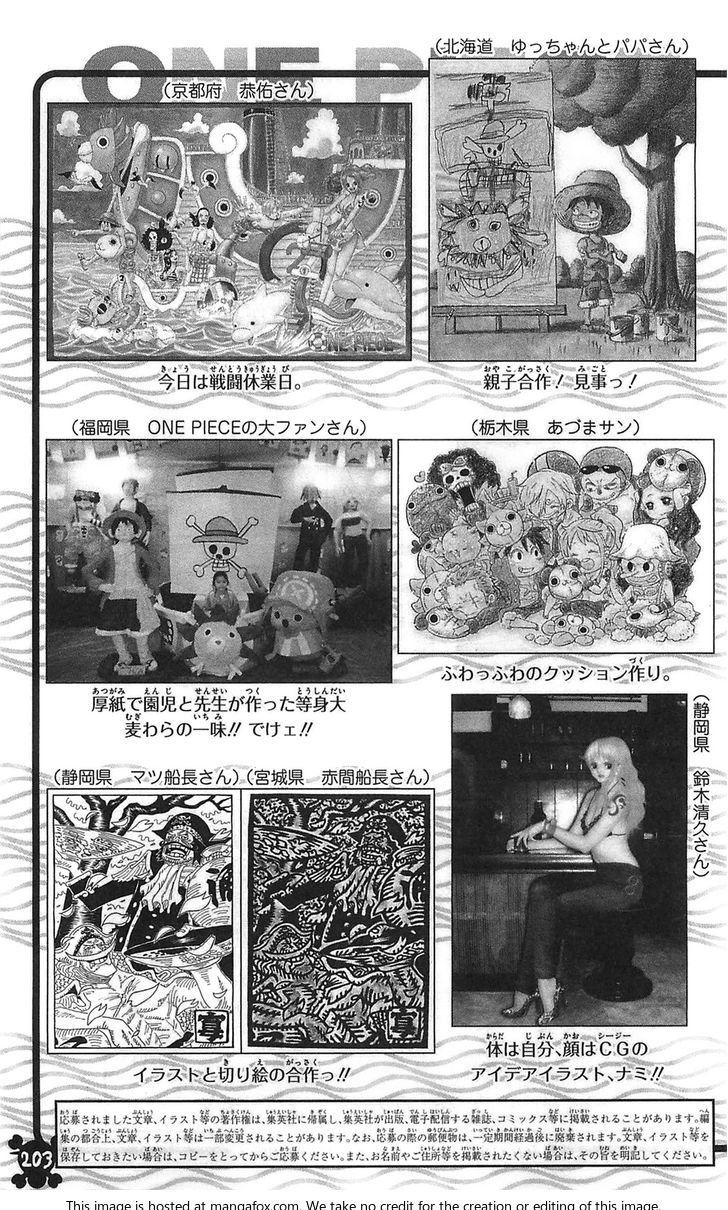 ONE PI
(京都府 恭佑さん)
(北海道 ゆっちゃんとパパさん)
ONE PIECE
今日は戦闘休業日。
親子合作! 見事っ!
(福岡県 ONE PIECEの大ファンさん)
(栃木県 あづまサン)
厚紙で園児と先生が作った等身大
麦わらの一味!! でけェ!!
ふわっふわのクッション作り。
(静岡県 鈴木清久さん)
(静岡県 マツ船長さん)
(宮城県 赤間船長さん)
イラストと切り絵の合作っ!!
体は自分、顔はCGの
アイデアイラスト、ナミ!!
応募されました文章、イラスト等の著作権は、集英社に帰属し、集英社が出版、電子配信する雑誌、コミックス等に掲載されることがあります。編
集の都合上、文章、イラスト等は一部変更されることがあります。なお、応募の際の郵便物は、一定期間経過後に廃棄されます。文章、イラスト等を
保存しておきたい場合は、コピーをとってからご応募ください。また、お名前やご住所等を掲載されたくない場合は、その旨を明記してください。
203
This image is hosted at mangafox.com. We take no credit for the creation or editing of this image.